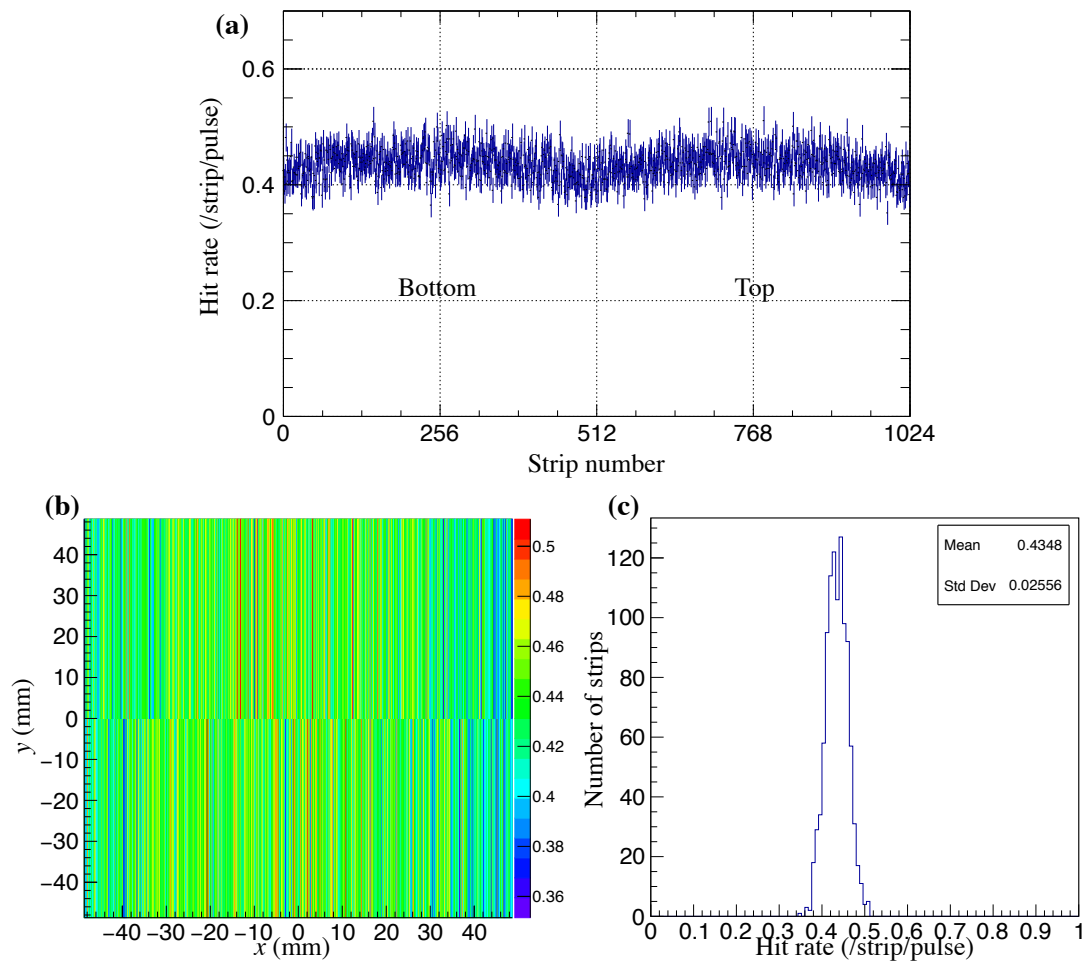 (a)
Hit rate (/strip/pulse)
0.6
0.4
0.2
0
Bottom
Top
0 256 512 768 1024
Strip number
(b)
y (mm)
40
30
20
10
0
−10
−20
−30
−40
−40 −30 −20 −10 0 10 20 30 40
x (mm)
0.5
0.48
0.46
0.44
0.42
0.4
0.38
0.36
(c)
Number of strips
120
100
80
60
40
20
0
Mean 0.4348
Std Dev 0.02556
0 0.1 0.2 0.3 0.4 0.5 0.6 0.7 0.8 0.9 1
Hit rate (/strip/pulse)